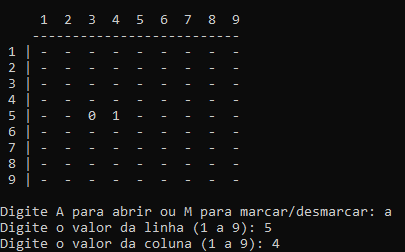 1 2 3 4 5 6 7 8 9
---------------------------
1 | - - - - - - - - -
2 | - - - - - - - - -
3 | - - - - - - - - -
4 | - - - - - - - - -
5 | - - 0 1 - - - - -
6 | - - - - - - - - -
7 | - - - - - - - - -
8 | - - - - - - - - -
9 | - - - - - - - - -
Digite A para abrir ou M para marcar/desmarcar: a
Digite o valor da linha (1 a 9): 5
Digite o valor da coluna (1 a 9): 4